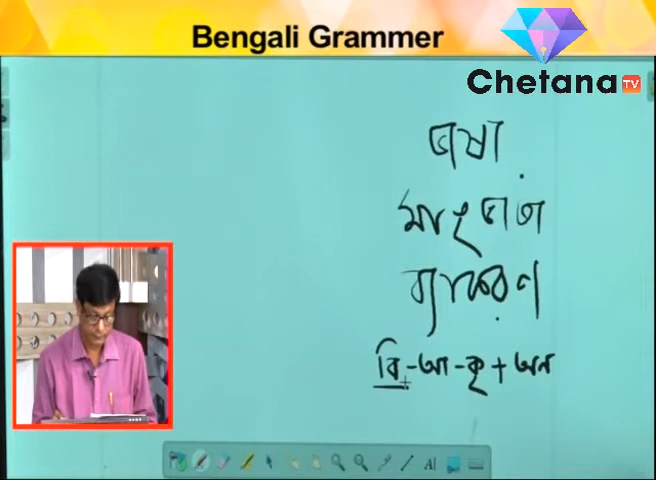 Bengali Grammer
Chetana TV
ভাষা
ব্যাকরণ
বি-আ-কৃ+অন